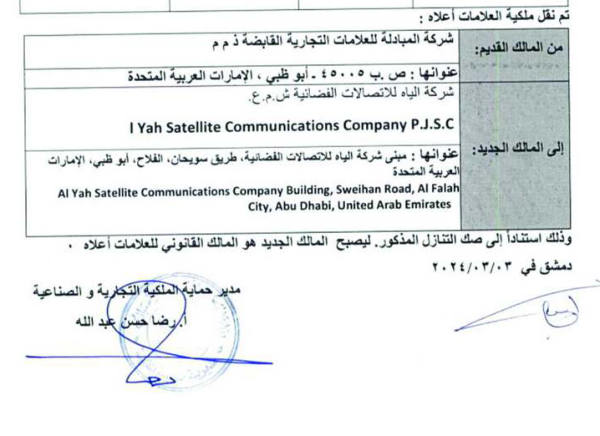 تم نقل ملكية العلامات أعلاه :
من المالك القديم:
شركة المبادلة للعلامات التجارية القابضة ذ م م
عنوانها : ص.ب ٤٥٠٠٥ - أبو ظبي ، الإمارات العربية المتحدة
إلى المالك الجديد:
شركة الياه للاتصالات الفضائية ش.م.ع.
l Yah Satellite Communications Company P.J.S.C
عنوانها : مبنى شركة الياه للاتصالات الفضائية، طريق سويحان، الفلاح، أبو ظبي، الإمارات
العربية المتحدة
Al Yah Satellite Communications Company Building, Sweihan Road, Al Falah
City, Abu Dhabi, United Arab Emirates
وذلك استناداً إلى صك التنازل المذكور. ليصبح المالك الجديد هو المالك القانوني للعلامات أعلاه .
دمشق في ٢٠٢٤/٠٣/٠٣
مدير حماية الملكية التجارية و الصناعية
أ. رضا حسن عبد الله